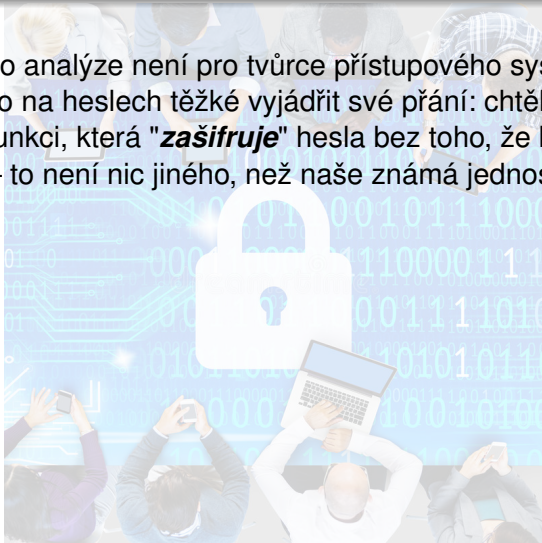 o analýze není pro tvůrce přístupového sys
o na heslech těžké vyjádřit své přání: chtěl
unkci, která "zašifruje" hesla bez toho, že
to není nic jiného, než naše známá jednos